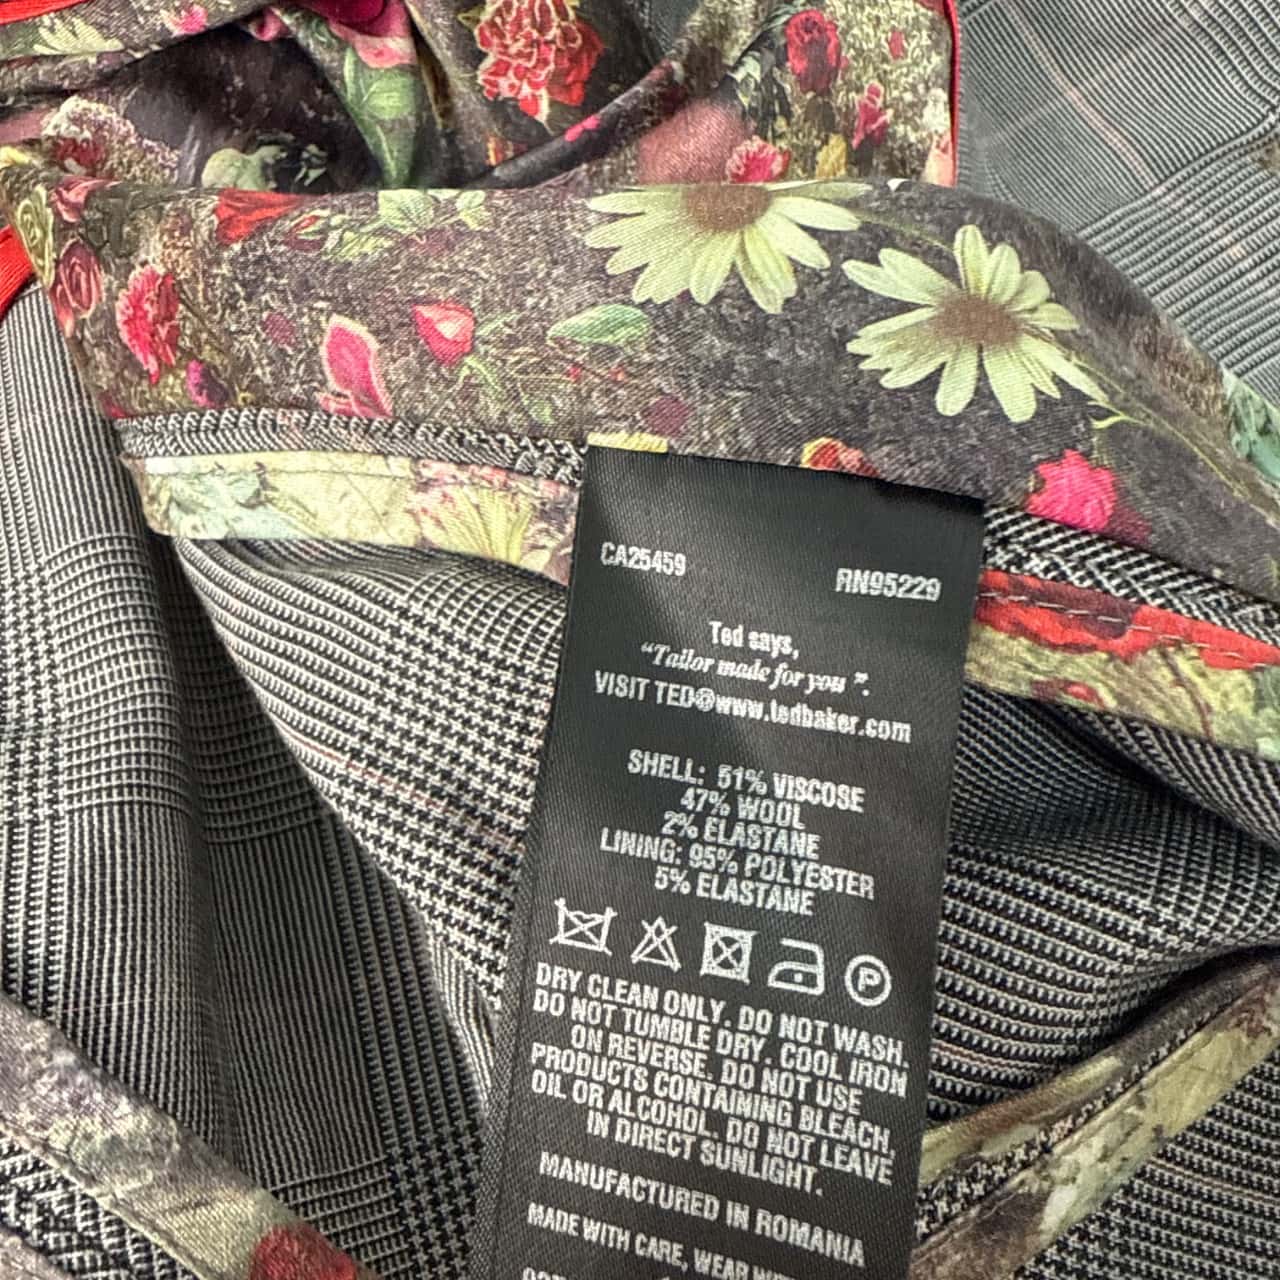 CA25459
RN95229
Ted says,
“Tailor made for you ”.
VISIT TED@www.tedbaker.com
SHELL: 51% VISCOSE
47% WOOL
2% ELASTANE
LINING: 95% POLYESTER
5% ELASTANE
P
DRY CLEAN ONLY. DO NOT WASH.
DO NOT TUMBLE DRY. COOL IRON
ON REVERSE. DO NOT USE
PRODUCTS CONTAINING BLEACH,
OIL OR ALCOHOL. DO NOT LEAVE
IN DIRECT SUNLIGHT.
MANUFACTURED IN ROMANIA
MADE WITH CARE, WEAR